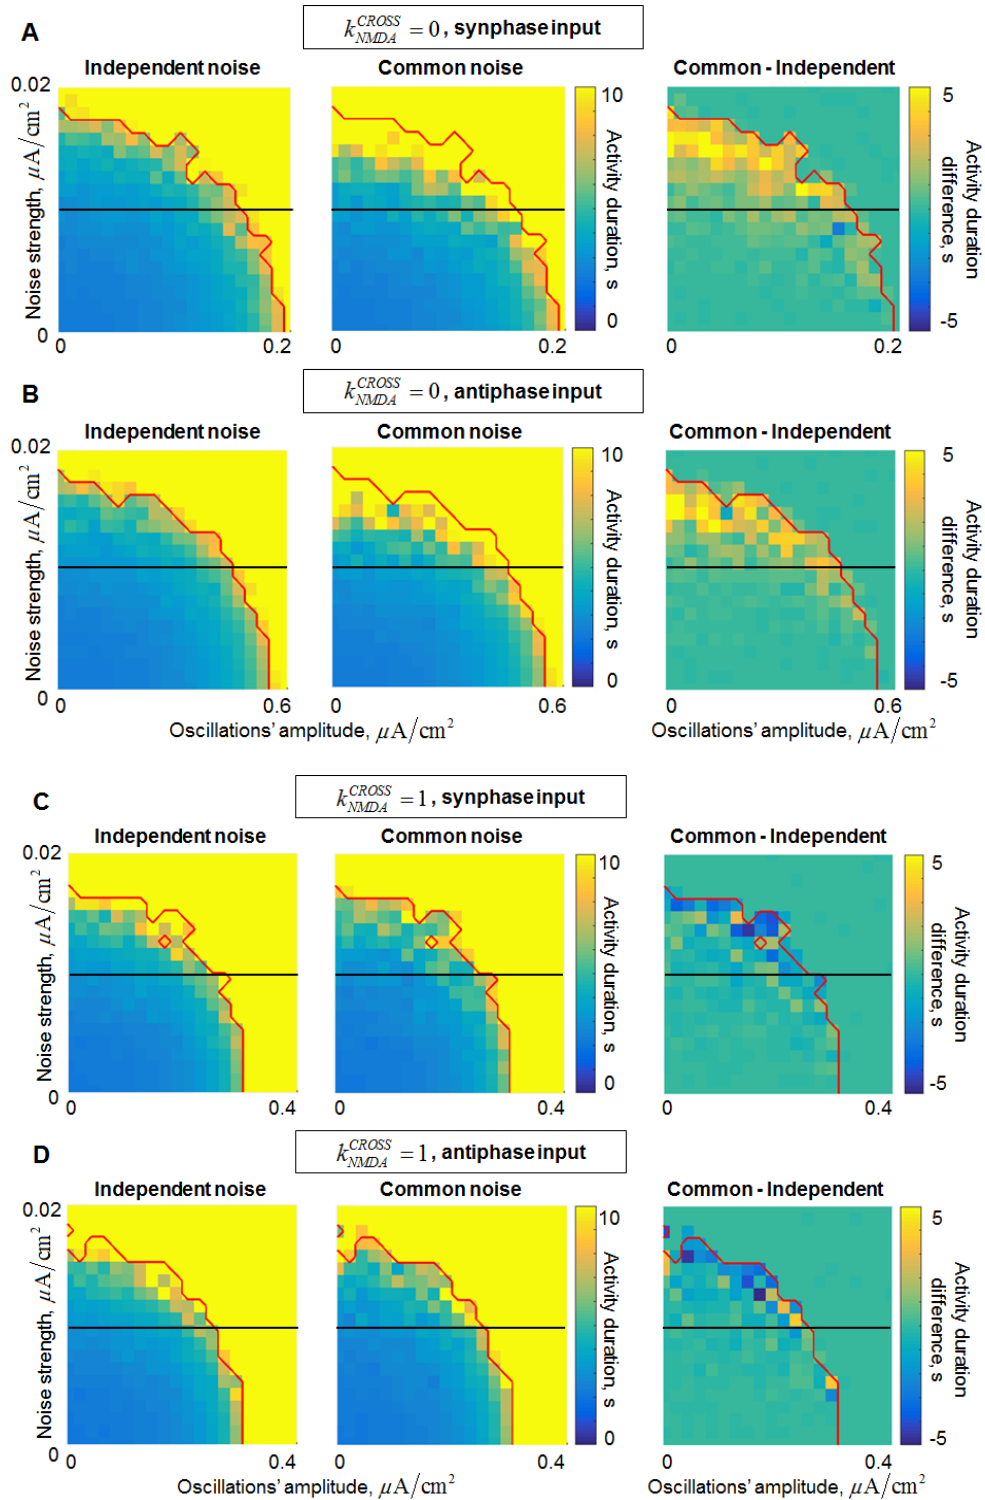 A
k_NMDA^CROSS = 0, synphase input
Independent noise
Common noise
Common - Independent
0.02
0
Noise strength, μA/cm²
0
0.2
0
0.2
10
0
Activity duration, s
0
0.2
5
-5
Activity duration
difference, s
B
k_NMDA^CROSS = 0, antiphase input
Independent noise
Common noise
Common - Independent
0.02
0
Noise strength, μA/cm²
0
0.6
0
0.6
10
0
Activity duration, s
0
0.6
5
-5
Activity duration
difference, s
Oscillations' amplitude, μA/cm²
Oscillations' amplitude, μA/cm²
C
k_NMDA^CROSS = 1, synphase input
Independent noise
Common noise
Common - Independent
0.02
0
Noise strength, μA/cm²
0
0.4
0
0.4
10
0
Activity duration, s
0
0.4
5
-5
Activity duration
difference, s
D
k_NMDA^CROSS = 1, antiphase input
Independent noise
Common noise
Common - Independent
0.02
0
Noise strength, μA/cm²
0
0.4
0
0.4
10
0
Activity duration, s
0
0.4
5
-5
Activity duration
difference, s
Oscillations' amplitude, μA/cm²
Oscillations' amplitude, μA/cm²